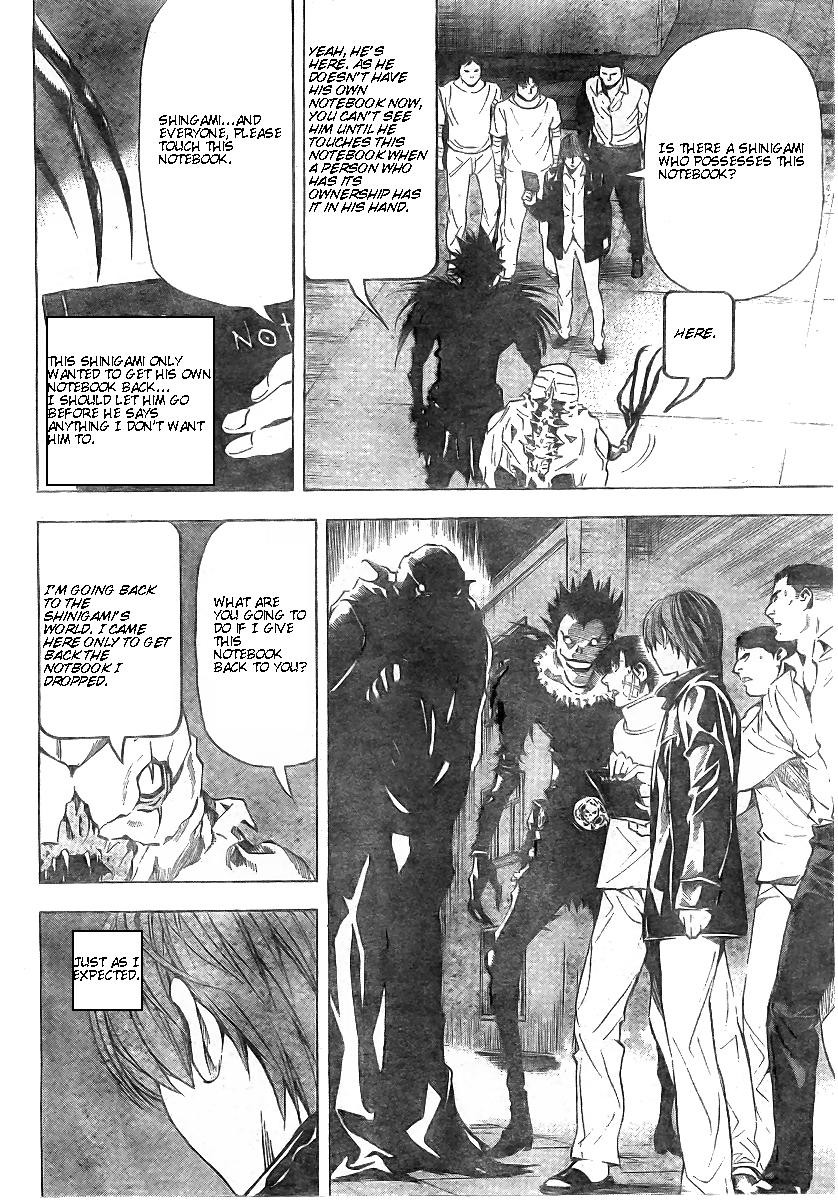 IS THERE A SHINIGAMI
WHO POSSESSES THIS
NOTEBOOK?
HERE.
YEAH, HE'S
HERE. AS HE
DOESN'T HAVE
HIS OWN
NOTEBOOK NOW,
YOU CAN'T SEE
HIM UNTIL HE
TOUCHES THIS
NOTEBOOK WHEN
A PERSON WHO
HAS ITS
OWNERSHIP HAS
IT IN HIS HAND.
SHINGAMI...AND
EVERYONE, PLEASE
TOUCH THIS
NOTEBOOK.
NOT
THIS SHINIGAMI ONLY
WANTED TO GET HIS OWN
NOTEBOOK BACK...
I SHOULD LET HIM GO
BEFORE HE SAYS
ANYTHING I DON'T WANT
HIM TO.
WHAT ARE
YOU GOING TO
DO IF I GIVE
THIS
NOTEBOOK
BACK TO YOU?
I'M GOING BACK
TO THE
SHINIGAMI'S
WORLD. I CAME
HERE ONLY TO GET
BACK THE
NOTBOOK I
DROPPED.
JUST AS I
EXPECTED.